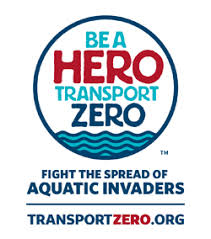 BE A
HERO
TRANSPORT
ZERO
TM
FIGHT THE SPREAD OF
AQUATIC INVADERS
TRANSPORTZERO.ORG